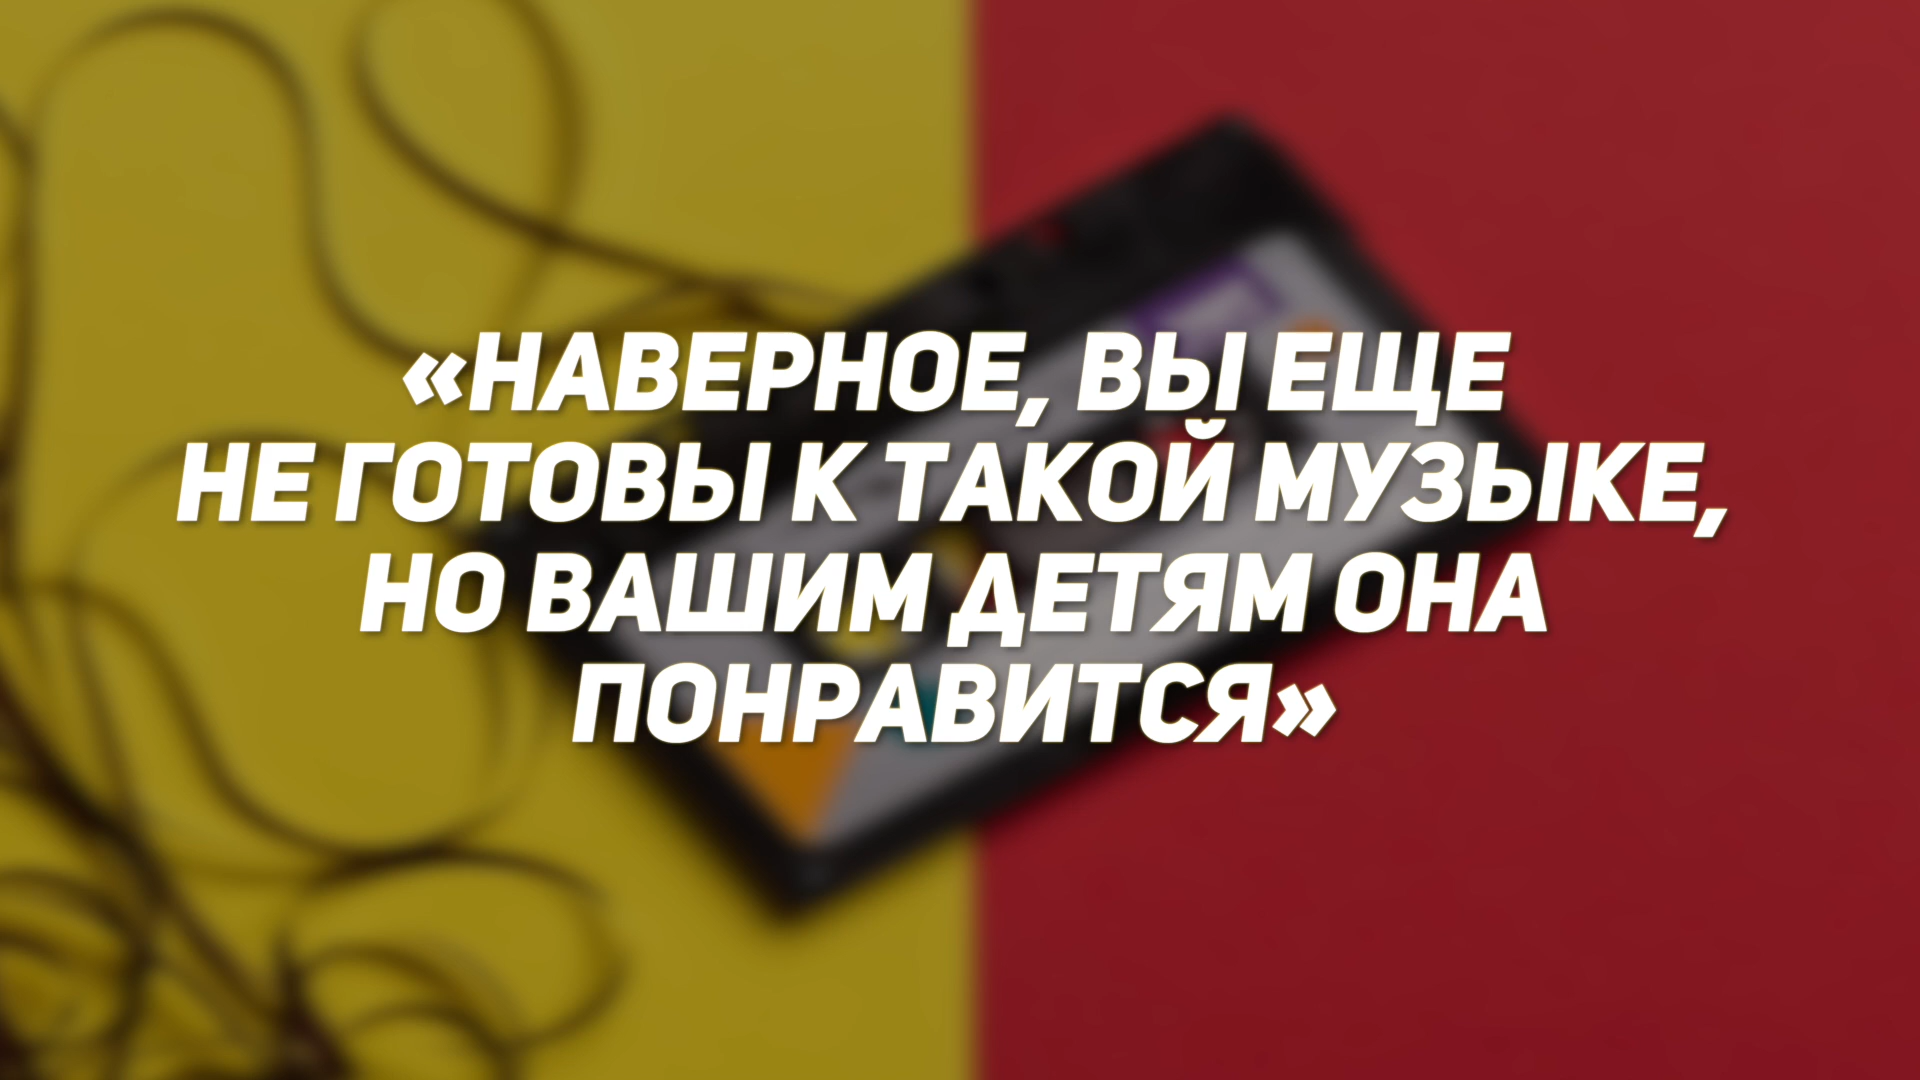 «НАВЕРНОЕ, ВЫ ЕЩЕ
НЕ ГОТОВЫ К ТАКОЙ МУЗЫКЕ,
НО ВАШИМ ДЕТЯМ ОНА
ПОНРАВИТСЯ»